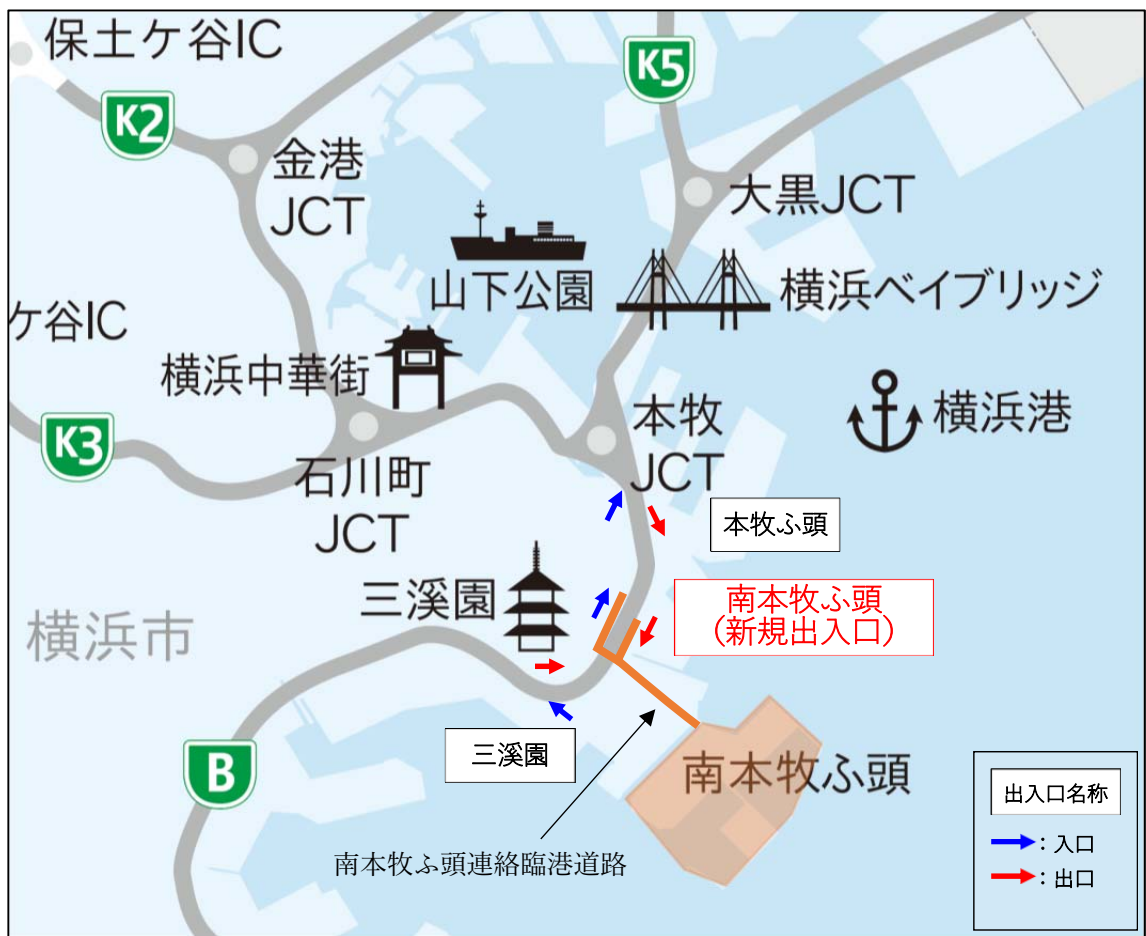 保土ケ谷IC
K2
K5
金港
JCT
大黒JCT
山下公園
横浜ベイブリッジ
ケ谷IC
横浜中華街
K3
本牧
JCT
横浜港
石川町
JCT
本牧ふ頭
三溪園
南本牧ふ頭
(新規出入口)
横浜市
三溪園
B
南本牧ふ頭
南本牧ふ頭連絡臨港道路
出入口名称
:入口
:出口